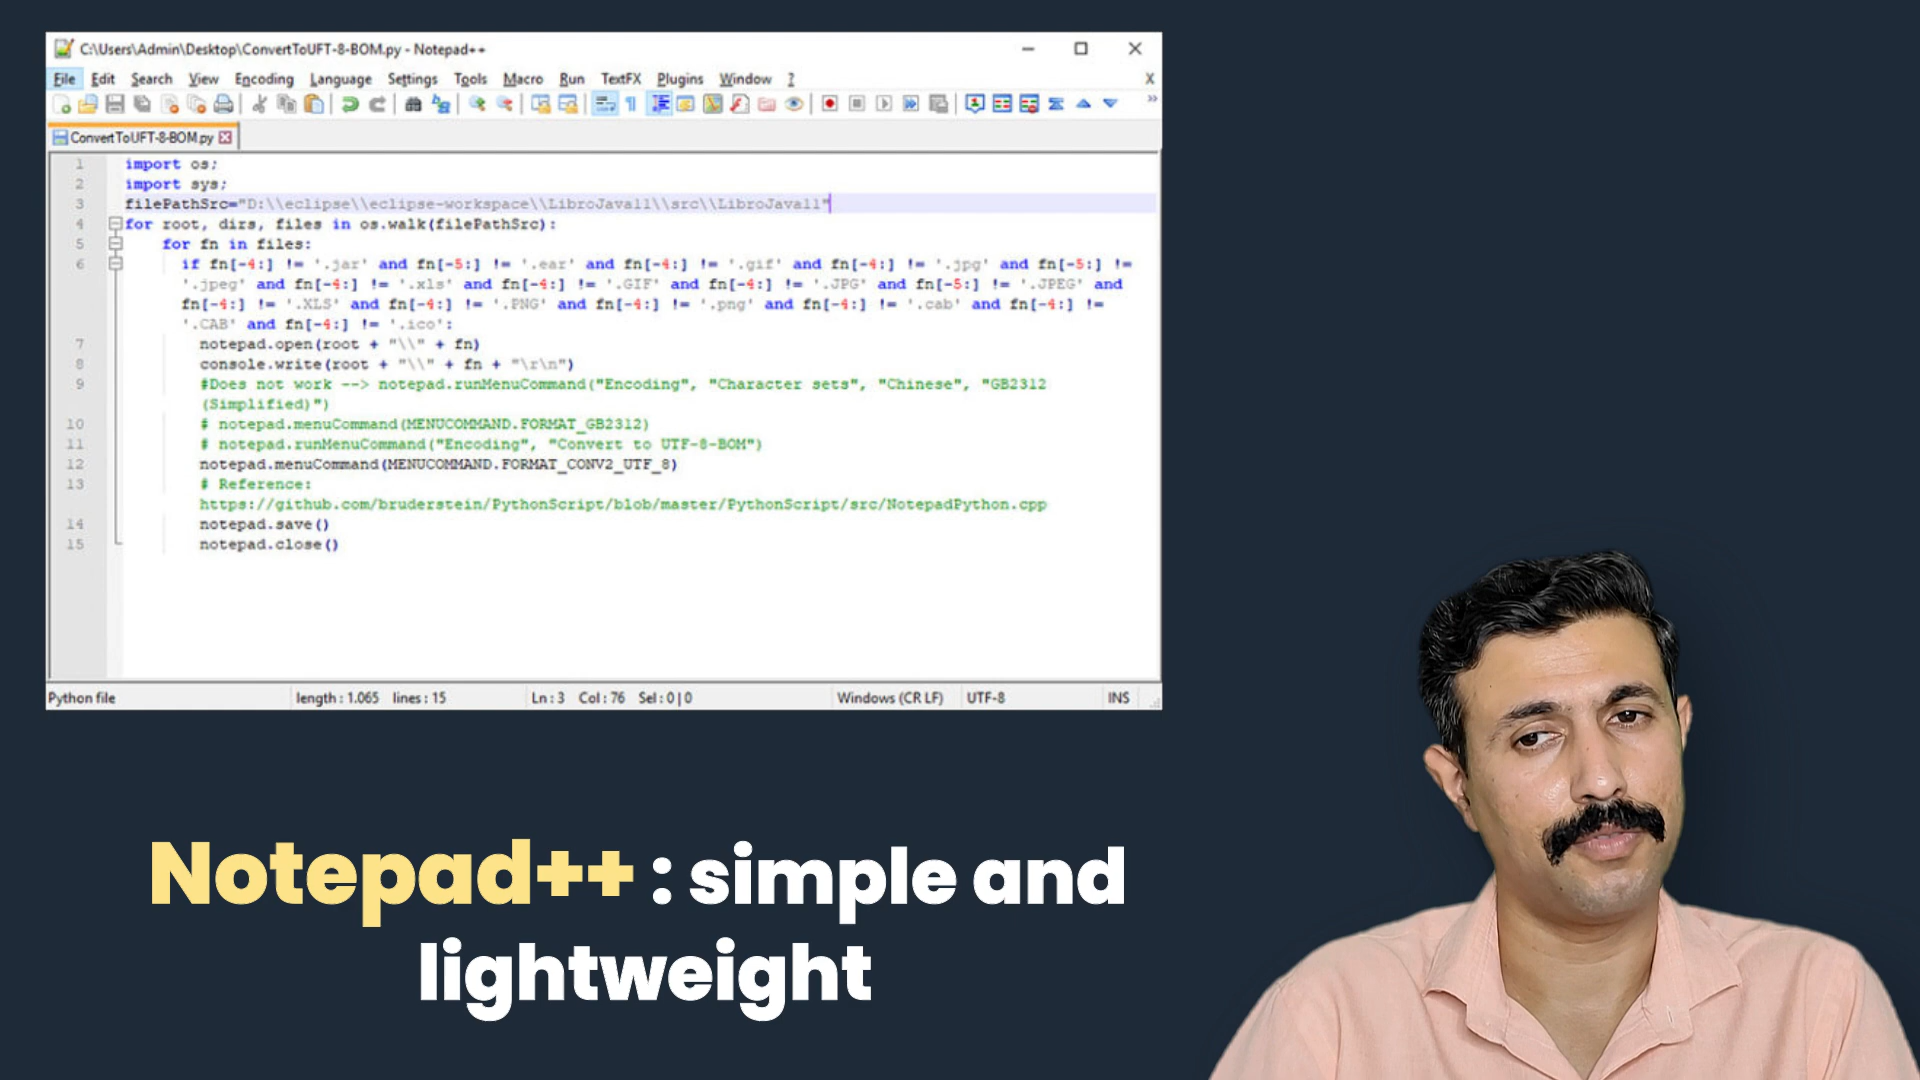 C:\Users\Admin\Desktop\ConvertToUFT-8-BOM.py - Notepad++
File Edit Search View Encoding Language Settings Tools Macro Run TextFX Plugins Window ? X
ConvertToUFT-8-BOM.py
1 import os;
2 import sys;
3 filePathSrc="D:\\eclipse\\eclipse-workspace\\LibroJava11\\src\\LibroJava11"
4 for root, dirs, files in os.walk(filePathSrc):
5 for fn in files:
6 if fn[-4:] != '.jar' and fn[-5:] != '.ear' and fn[-4:] != '.gif' and fn[-4:] != '.jpg' and fn[-5:] !=
'.jpeg' and fn[-4:] != '.xls' and fn[-4:] != '.GIF' and fn[-4:] != '.JPG' and fn[-5:] != '.JPEG' and
fn[-4:] != '.XLS' and fn[-4:] != '.PNG' and fn[-4:] != '.png' and fn[-4:] != '.cab' and fn[-4:] !=
'.CAB' and fn[-4:] != '.ico':
7 notepad.open(root + "\\" + fn)
8 console.write(root + "\\" + fn + "\r\n")
9 #Does not work --> notepad.runMenuCommand("Encoding", "Character sets", "Chinese", "GB2312
(Simplified)")
10 # notepad.menuCommand(MENUCOMMAND.FORMAT_GB2312)
11 # notepad.runMenuCommand("Encoding", "Convert to UTF-8-BOM")
12 notepad.menuCommand(MENUCOMMAND.FORMAT_CONV2_UTF_8)
13 # Reference:
https://github.com/bruderstein/PythonScript/blob/master/PythonScript/src/NotepadPython.cpp
14 notepad.save()
15 notepad.close()
Python file length : 1.065 lines : 15 Ln : 3 Col : 76 Sel : 0 | 0 Windows (CR LF) UTF-8 INS
Notepad++ : simple and
lightweight